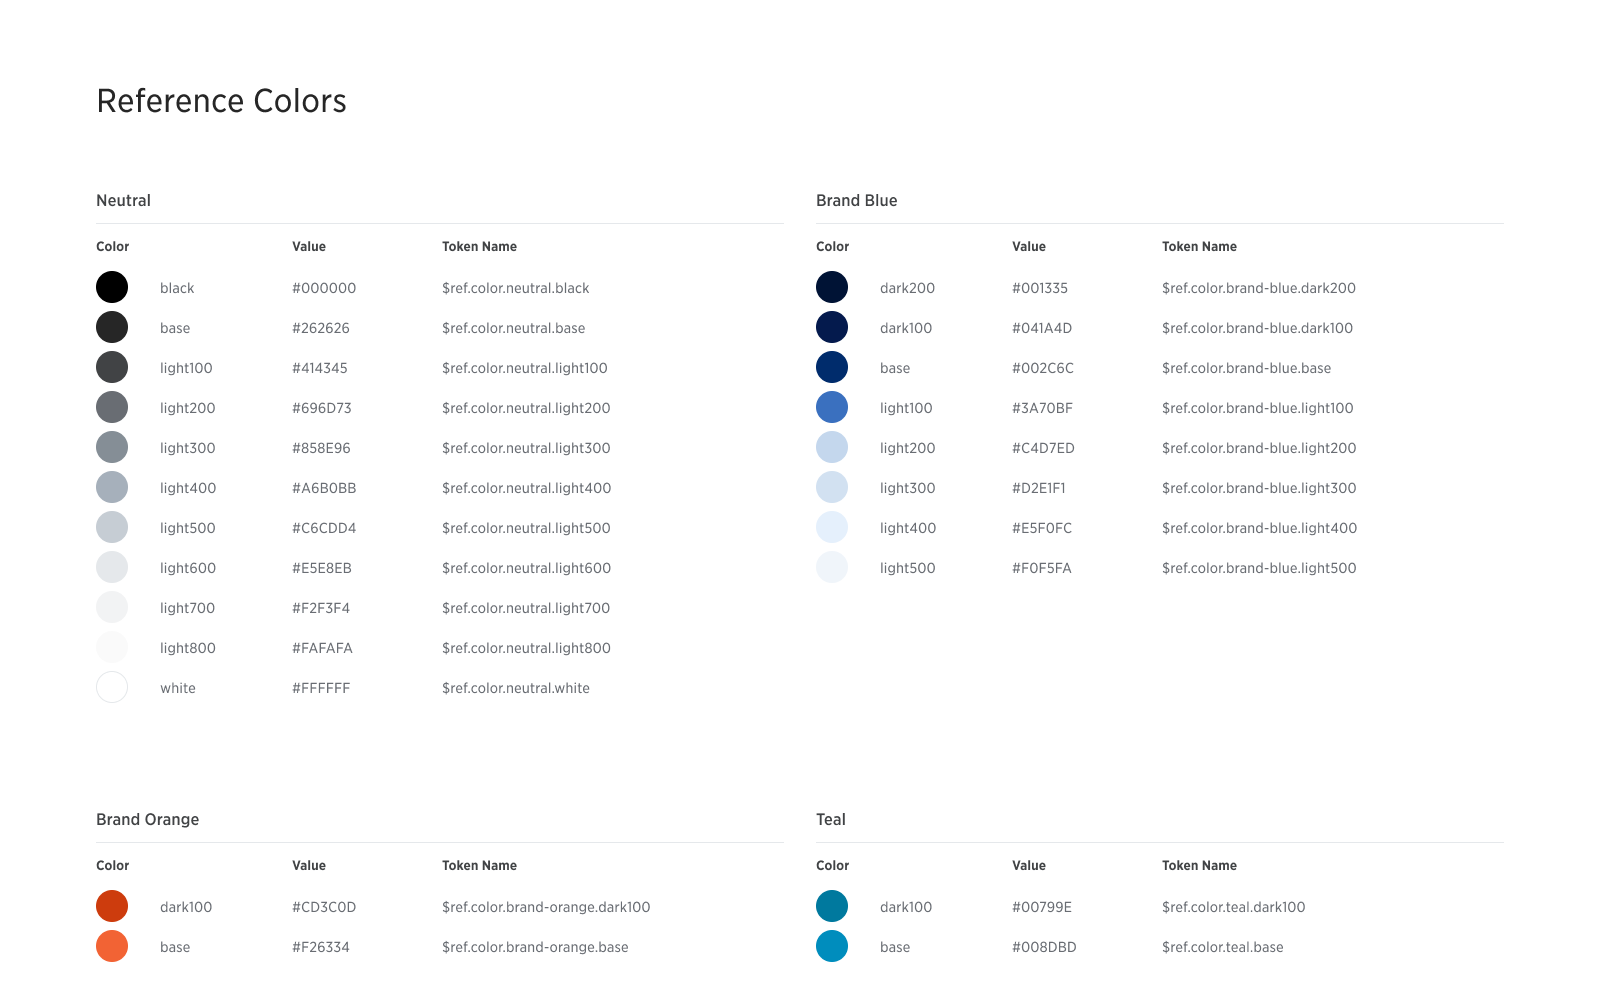 Reference Colors
Neutral
Color Value Token Name
black #000000 $ref.color.neutral.black
base #262626 $ref.color.neutral.base
light100 #414345 $ref.color.neutral.light100
light200 #696D73 $ref.color.neutral.light200
light300 #858E96 $ref.color.neutral.light300
light400 #A6B0BB $ref.color.neutral.light400
light500 #C6CDD4 $ref.color.neutral.light500
light600 #E5E8EB $ref.color.neutral.light600
light700 #F2F3F4 $ref.color.neutral.light700
light800 #FAFAFA $ref.color.neutral.light800
white #FFFFFF $ref.color.neutral.white
Brand Blue
Color Value Token Name
dark200 #001335 $ref.color.brand-blue.dark200
dark100 #041A4D $ref.color.brand-blue.dark100
base #002C6C $ref.color.brand-blue.base
light100 #3A70BF $ref.color.brand-blue.light100
light200 #C4D7ED $ref.color.brand-blue.light200
light300 #D2E1F1 $ref.color.brand-blue.light300
light400 #E5F0FC $ref.color.brand-blue.light400
light500 #F0F5FA $ref.color.brand-blue.light500
Brand Orange
Color Value Token Name
dark100 #CD3C0D $ref.color.brand-orange.dark100
base #F26334 $ref.color.brand-orange.base
Teal
Color Value Token Name
dark100 #00799E $ref.color.teal.dark100
base #008DBD $ref.color.teal.base